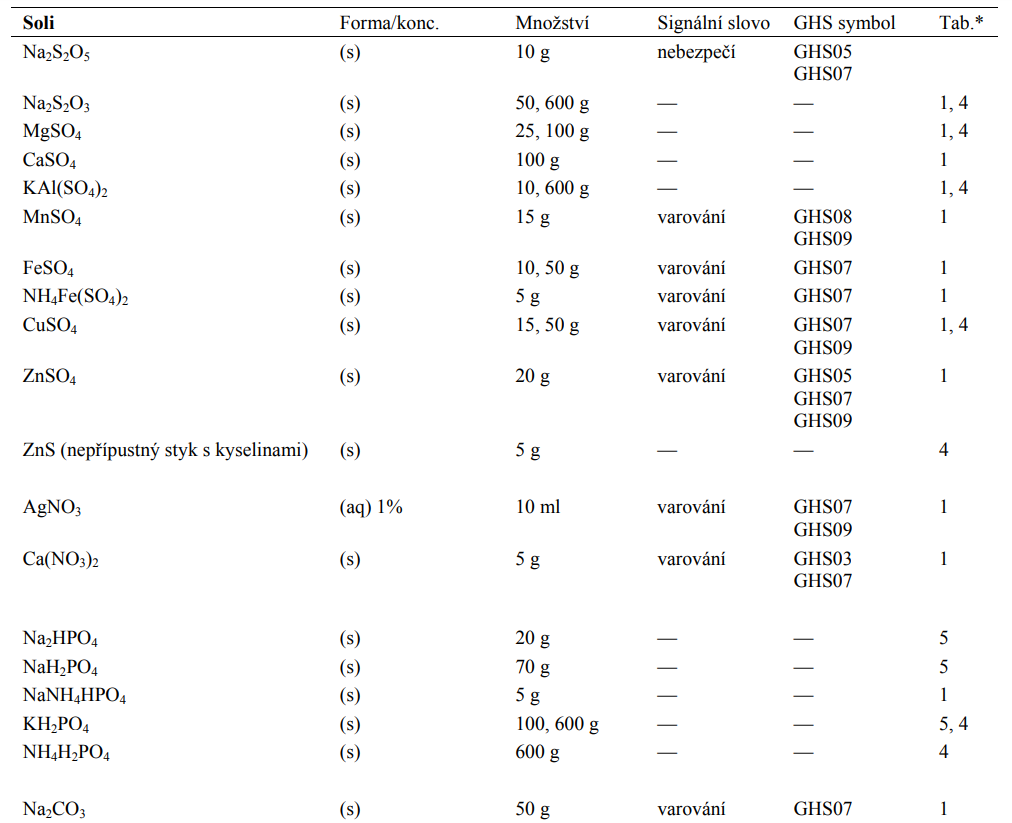 Soli Forma/konc. Množství Signální slovo GHS symbol Tab.*
Na₂S₂O₅ (s) 10 g nebezpečí GHS05
GHS07
Na₂S₂O₃ (s) 50, 600 g — — 1, 4
MgSO₄ (s) 25, 100 g — — 1, 4
CaSO₄ (s) 100 g — — 1
KAl(SO₄)₂ (s) 10, 600 g — — 1, 4
MnSO₄ (s) 15 g varování GHS08 1
GHS09
FeSO₄ (s) 10, 50 g varování GHS07 1
NH₄Fe(SO₄)₂ (s) 5 g varování GHS07 1
CuSO₄ (s) 15, 50 g varování GHS07 1, 4
GHS09
ZnSO₄ (s) 20 g varování GHS05 1
GHS07
GHS09
ZnS (nepřípustný styk s kyselinami) (s) 5 g — — 4
AgNO₃ (aq) 1% 10 ml varování GHS07 1
GHS09
Ca(NO₃)₂ (s) 5 g varování GHS03 1
GHS07
Na₂HPO₄ (s) 20 g — — 5
NaH₂PO₄ (s) 70 g — — 5
NaNH₄HPO₄ (s) 5 g — — 1
KH₂PO₄ (s) 100, 600 g — — 5, 4
NH₄H₂PO₄ (s) 600 g — — 4
Na₂CO₃ (s) 50 g varování GHS07 1